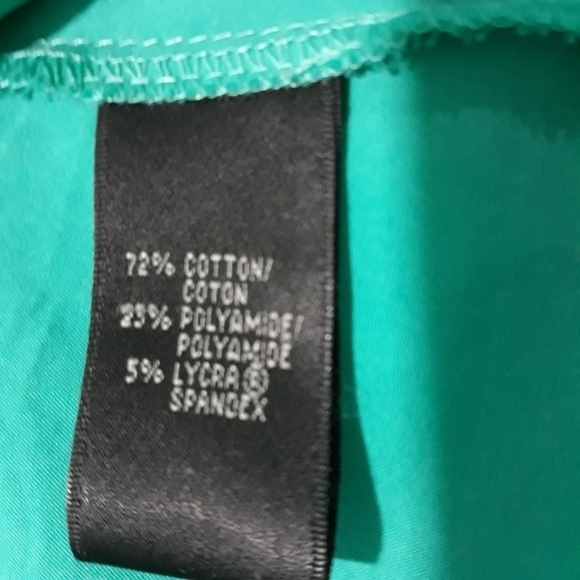 72% COTTON/
COTON
23% POLYAMIDE/
POLYAMIDE
5% LYCRA®
SPANDEX